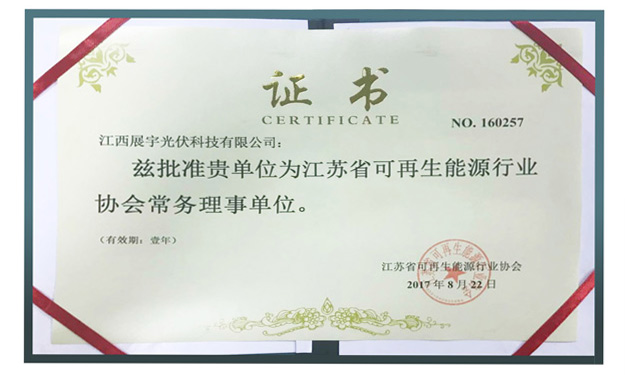 证书
CERTIFICATE
NO. 160257
江西展宇光伏科技有限公司：
兹批准贵单位为江苏省可再生能源行业
协会常务理事单位。
（有效期：壹年）
江苏省可再生能源行业协会
2017年8月22日